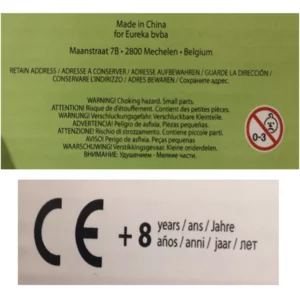 Made in China
for Eureka bvba
Maanstraat 7B • 2800 Mechelen • Belgium
RETAIN ADDRESS / ADRESSE A CONSERVER / ADRESSE AUFBEWAHREN / GUARDE LA DIRECCIÓN /
CONSERVARE L'INDIRIZZO / ADRES BEWAREN / Сохраните адрес.
WARNING! Choking hazard. Small parts.
ATTENTION! Risque de d'étouffement. Contient des petites pièces.
WARNUNG! Verschluckungsgefahr. Verschluckbare Kleinteile.
ADVERTENCIA! Peligro de asfixia. Piezas pequeñas.
ATTENZIONE! Rischio di strozzamento. Contiene piccole parti.
AVISO! Perigo de asfixia. Peças pequenas
WAARSCHUWING! Verstikkingsgevaar. Kleine onderdelen.
ВНИМАНИЕ: Удушением - Мелкие части.
0-3
CE + 8 years / ans / Jahre
años / anni / jaar / лет